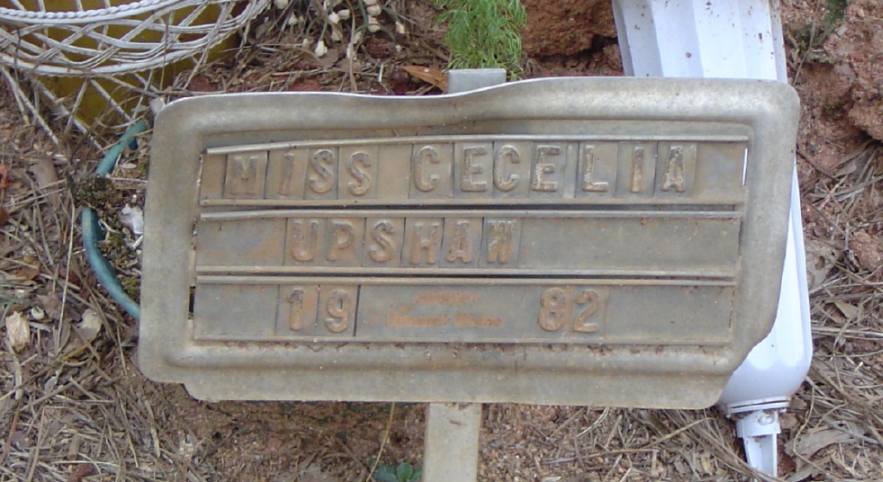 MISS CECELIA
UPSHAW
19 82